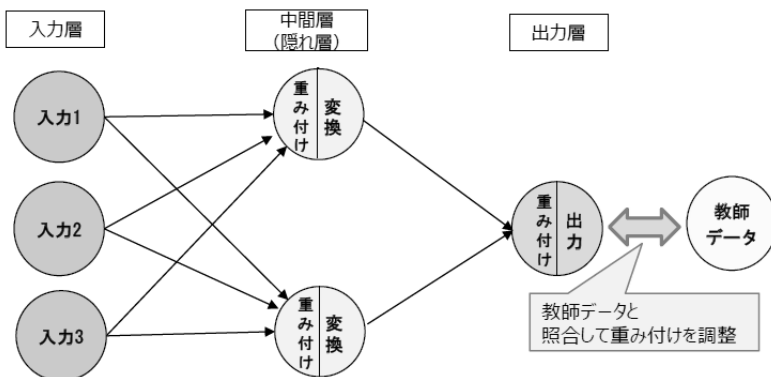 入力層
中間層
（隠れ層）
出力層
入力1
重み付け
変換
入力2
重み付け
出力
教師
データ
入力3
重み付け
変換
教師データと
照合して重み付けを調整